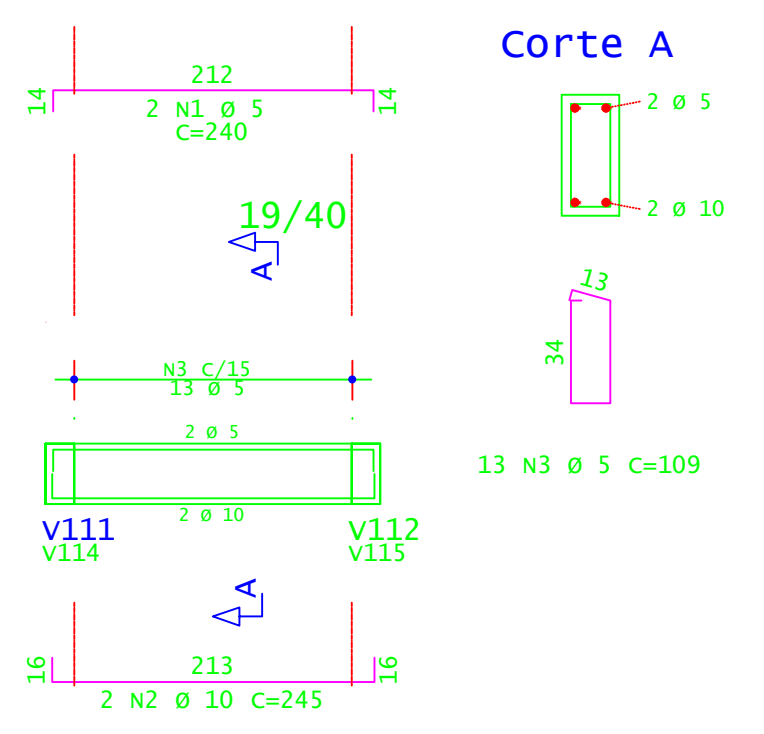 Corte A
212
14
14
2 N1 Ø 5
C=240
2 Ø 5
19/40
2 Ø 10
A
13
34
N3 C/15
13 Ø 5
2 Ø 5
13 N3 Ø 5 C=109
2 Ø 10
V111
V112
V114
V115
A
213
16
16
2 N2 Ø 10 C=245